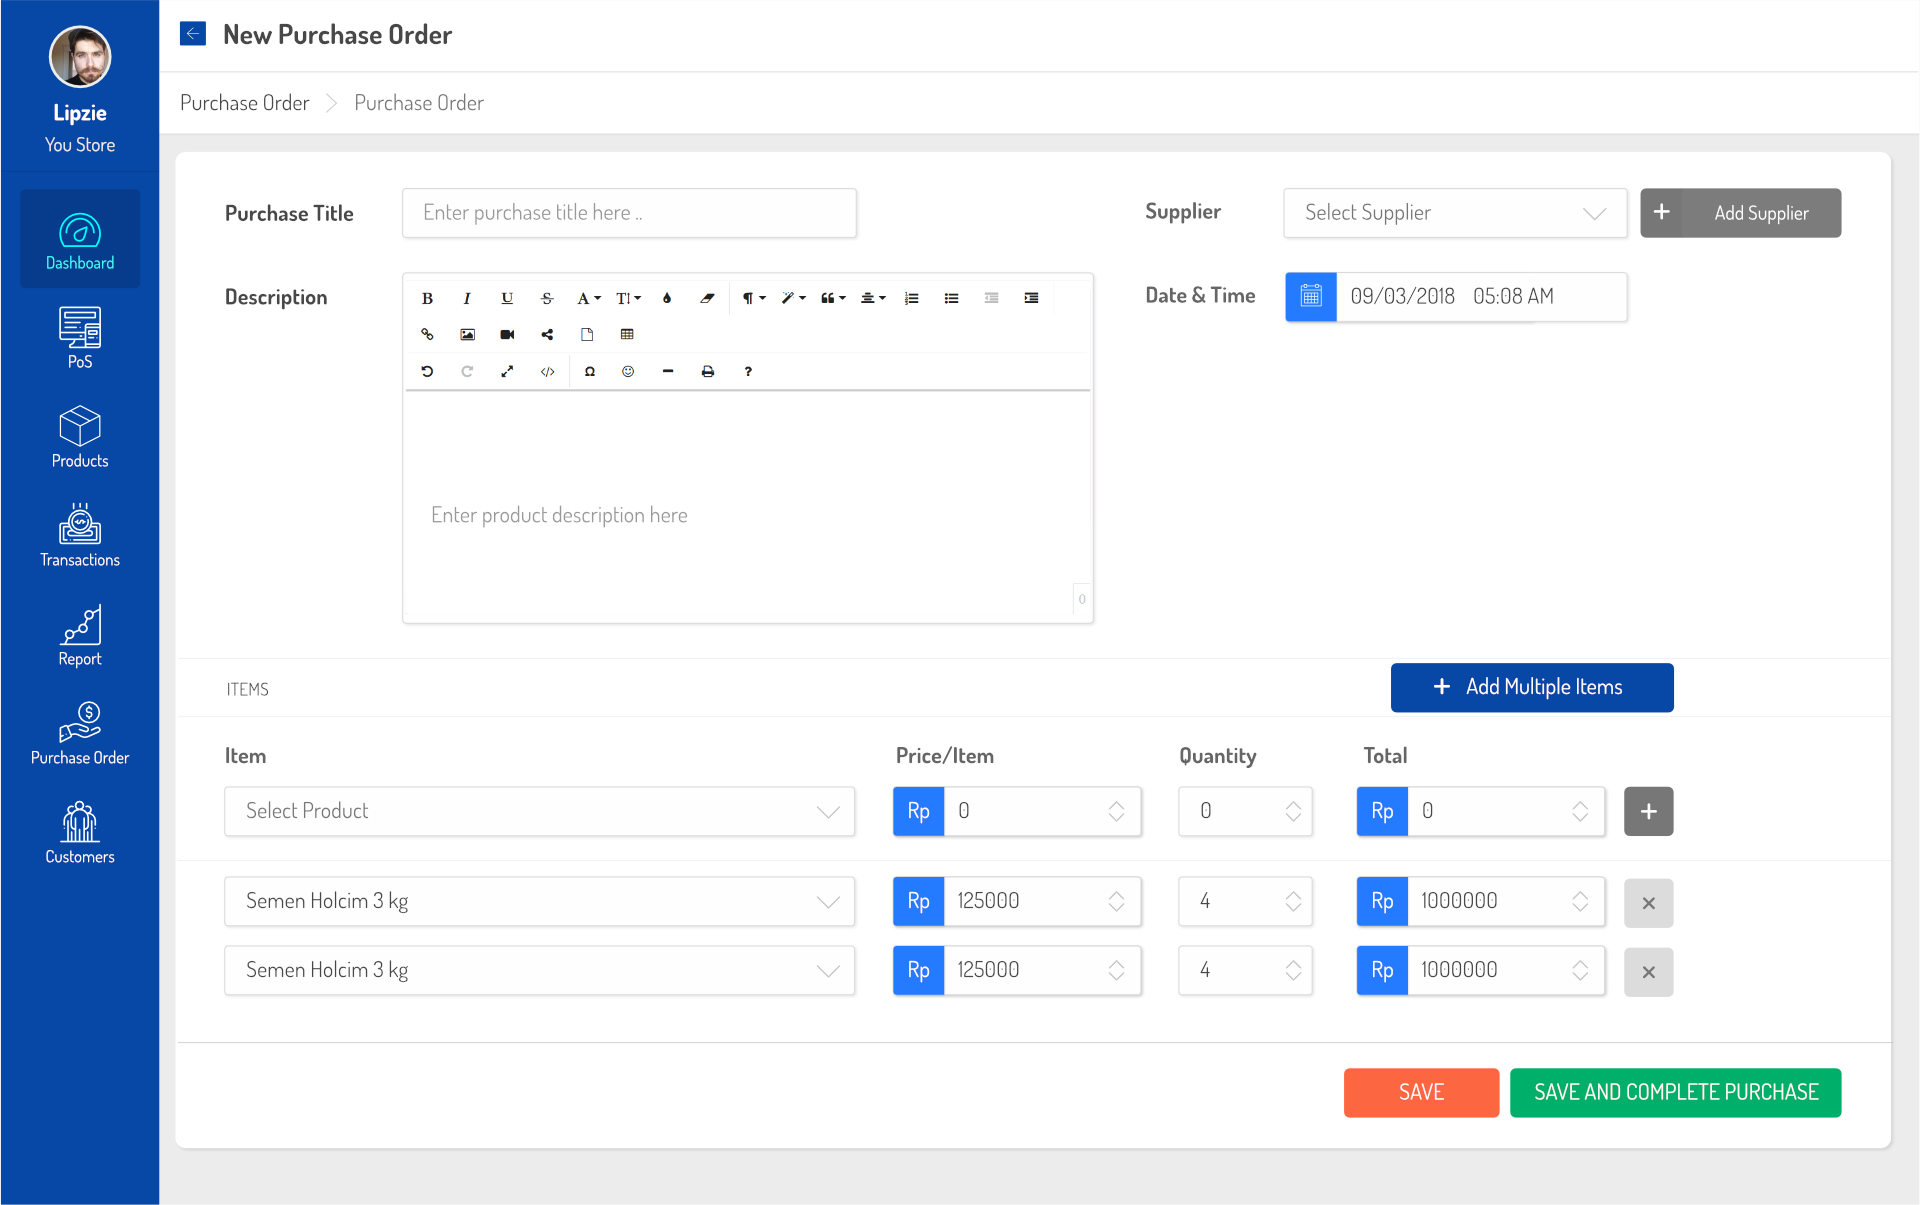 Lipzie
You Store
Dashboard
PoS
Products
Transactions
Report
Purchase Order
Customers
New Purchase Order
Purchase Order Purchase Order
Purchase Title Enter purchase title here .. Supplier Select Supplier + Add Supplier
Description B I U S A TI ¶ Date & Time 09/03/2018 05:08 AM
</> Ω ?
Enter product description here
0
ITEMS + Add Multiple Items
Item Price/Item Quantity Total
Select Product Rp 0 0 Rp 0 +
Semen Holcim 3 kg Rp 125000 4 Rp 1000000 ×
Semen Holcim 3 kg Rp 125000 4 Rp 1000000 ×
SAVE SAVE AND COMPLETE PURCHASE